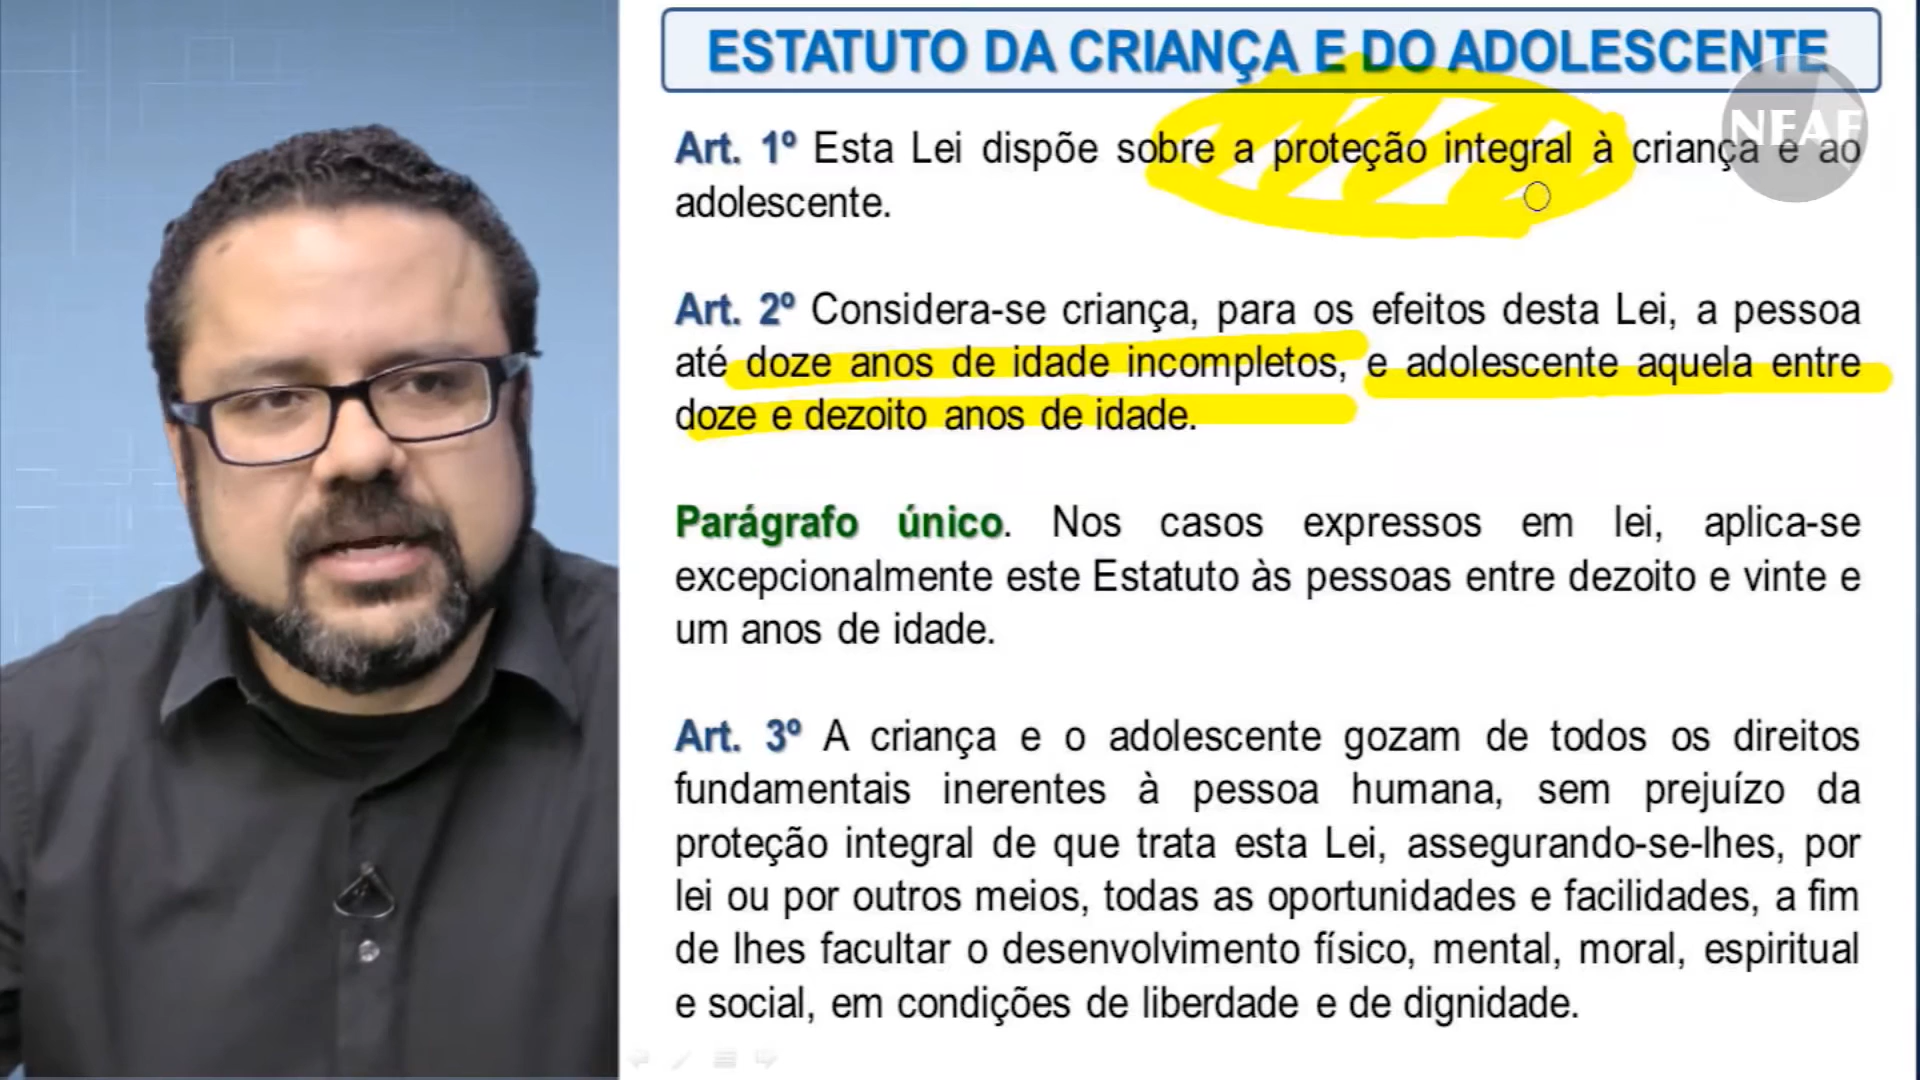 ESTATUTO DA CRIANÇA E DO ADOLESCENTE
NEAF
Art. 1º Esta Lei dispõe sobre a proteção integral à criança e ao
adolescente.
Art. 2º Considera-se criança, para os efeitos desta Lei, a pessoa
até doze anos de idade incompletos, e adolescente aquela entre
doze e dezoito anos de idade.
Parágrafo único. Nos casos expressos em lei, aplica-se
excepcionalmente este Estatuto às pessoas entre dezoito e vinte e
um anos de idade.
Art. 3º A criança e o adolescente gozam de todos os direitos
fundamentais inerentes à pessoa humana, sem prejuízo da
proteção integral de que trata esta Lei, assegurando-se-lhes, por
lei ou por outros meios, todas as oportunidades e facilidades, a fim
de lhes facultar o desenvolvimento físico, mental, moral, espiritual
e social, em condições de liberdade e de dignidade.